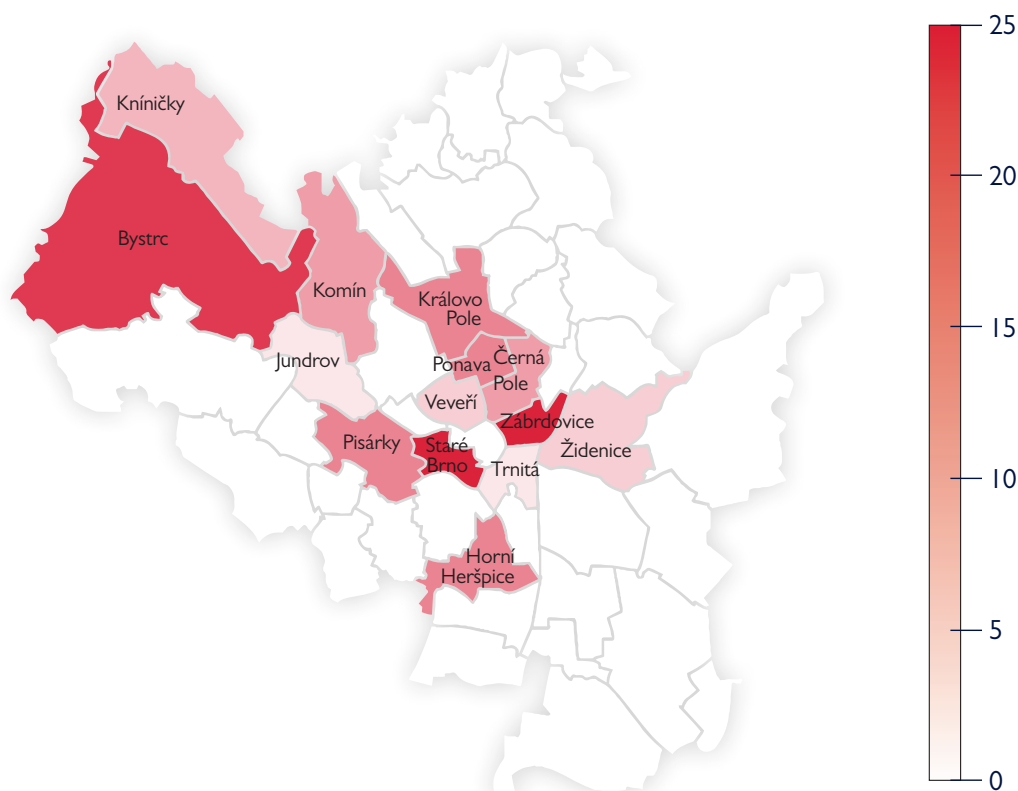 25
Kníničky
20
Bystrc
Komín
Královo
Pole
15
Ponava
Černá
Pole
Jundrov
Veveří
Zábrdovice
Pisárky
Staré
Brno
Židenice
Trnitá
10
Horní
Heršpice
5
0